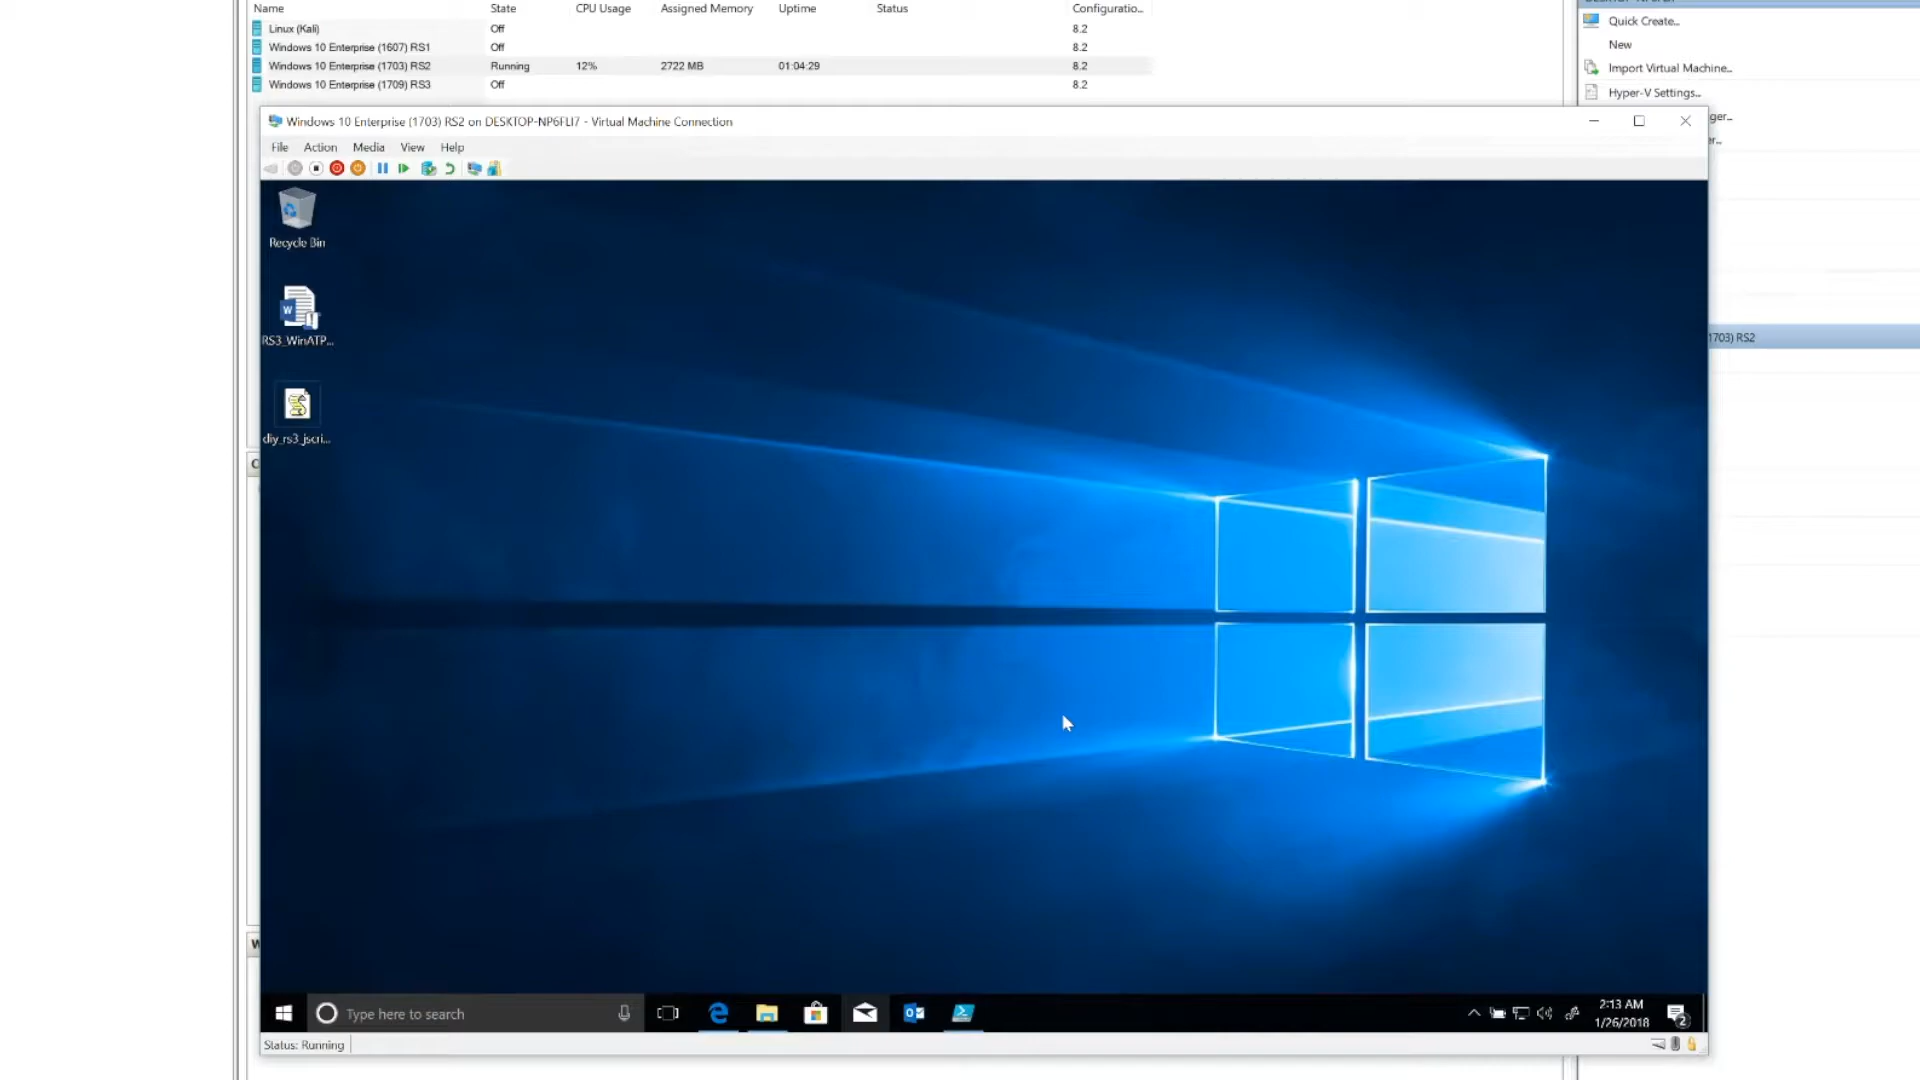 Name State CPU Usage Assigned Memory Uptime Status Configuratio...
Linux (Kali) Off 8.2
Windows 10 Enterprise (1607) RS1 Off 8.2
Windows 10 Enterprise (1703) RS2 Running 12% 2722 MB 01:04:29 8.2
Windows 10 Enterprise (1709) RS3 Off 8.2
Quick Create...
New
Import Virtual Machine...
Hyper-V Settings...
ger...
r...
1703) RS2
Windows 10 Enterprise (1703) RS2 on DESKTOP-NP6FLI7 - Virtual Machine Connection
File Action Media View Help
Recycle Bin
RS3_WinATP...
diy_rs3_jscri...
Type here to search
2:13 AM
1/26/2018
2
Status: Running